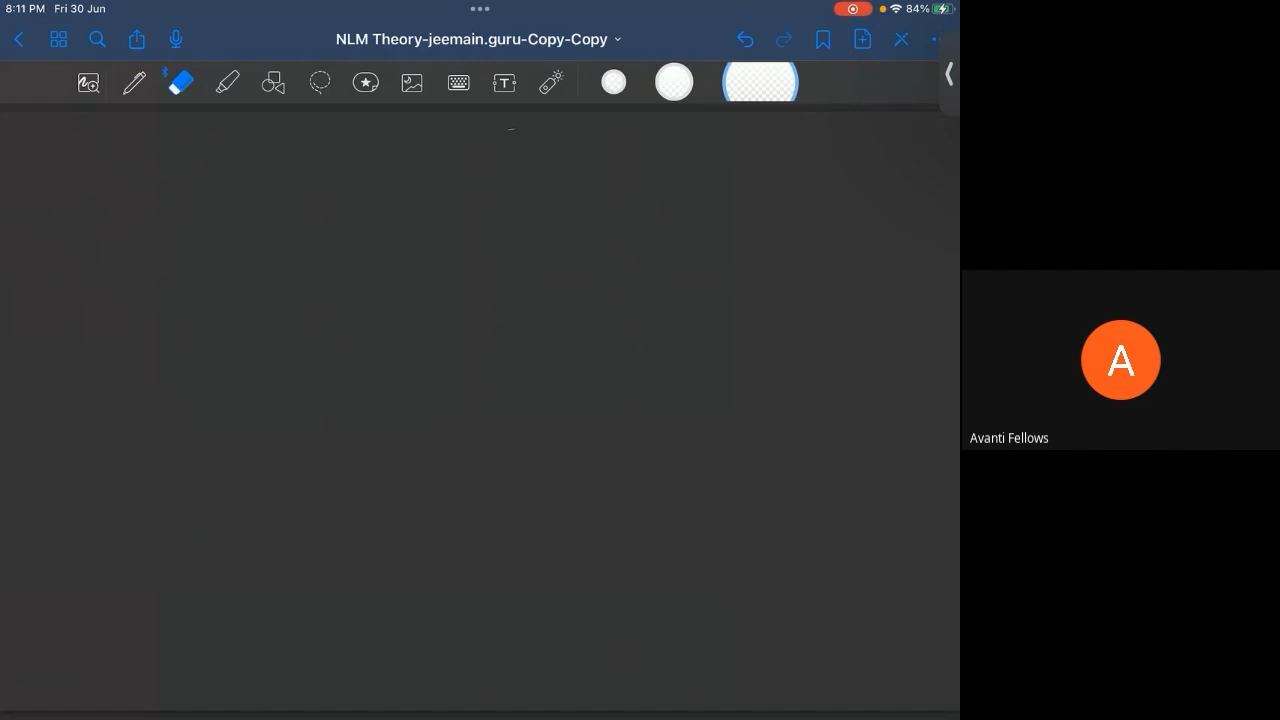 8:11 PM Fri 30 Jun
84%
NLM Theory-jeemain.guru-Copy-Copy
T
A
Avanti Fellows